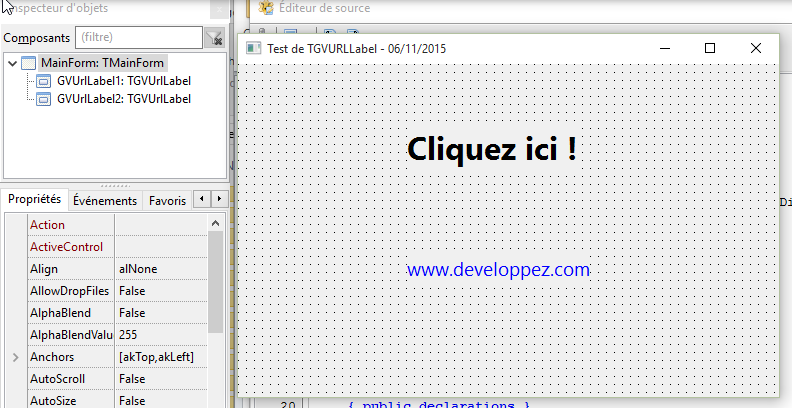 Inspecteur d'objets
Composants
(filtre)
MainForm: TMainForm
GVUrlLabel1: TGVUrlLabel
GVUrlLabel2: TGVUrlLabel
Propriétés
Événements
Favoris
Action
ActiveControl
Align
alNone
AllowDropFiles
False
AlphaBlend
False
AlphaBlendValu
255
Anchors
[akTop,akLeft]
AutoScroll
False
AutoSize
False
Éditeur de source
Test de TGVURLLabel - 06/11/2015
Cliquez ici !
www.developpez.com
Di
20
{ public declarations }